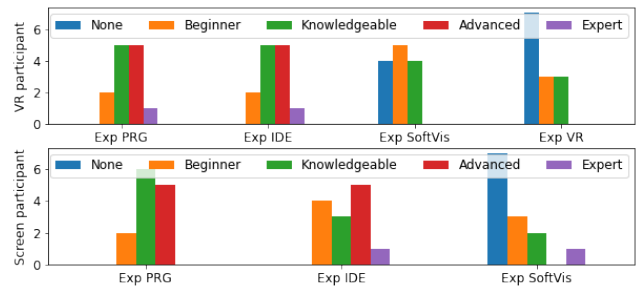 None Beginner Knowledgeable Advanced Expert
VR participant
6
4
2
0
Exp PRG Exp IDE Exp SoftVis Exp VR
None Beginner Knowledgeable Advanced Expert
Screen participant
6
4
2
0
Exp PRG Exp IDE Exp SoftVis